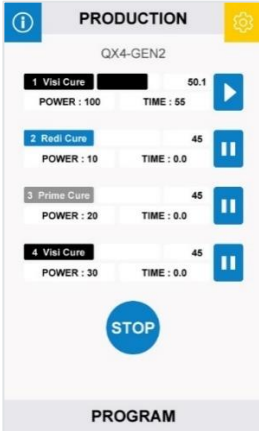 PRODUCTION
QX4-GEN2
1 Visi Cure 50.1
POWER : 100 TIME : 55
2 Redi Cure 45
POWER : 10 TIME : 0.0
3 Prime Cure 45
POWER : 20 TIME : 0.0
4 Visi Cure 45
POWER : 30 TIME : 0.0
STOP
PROGRAM